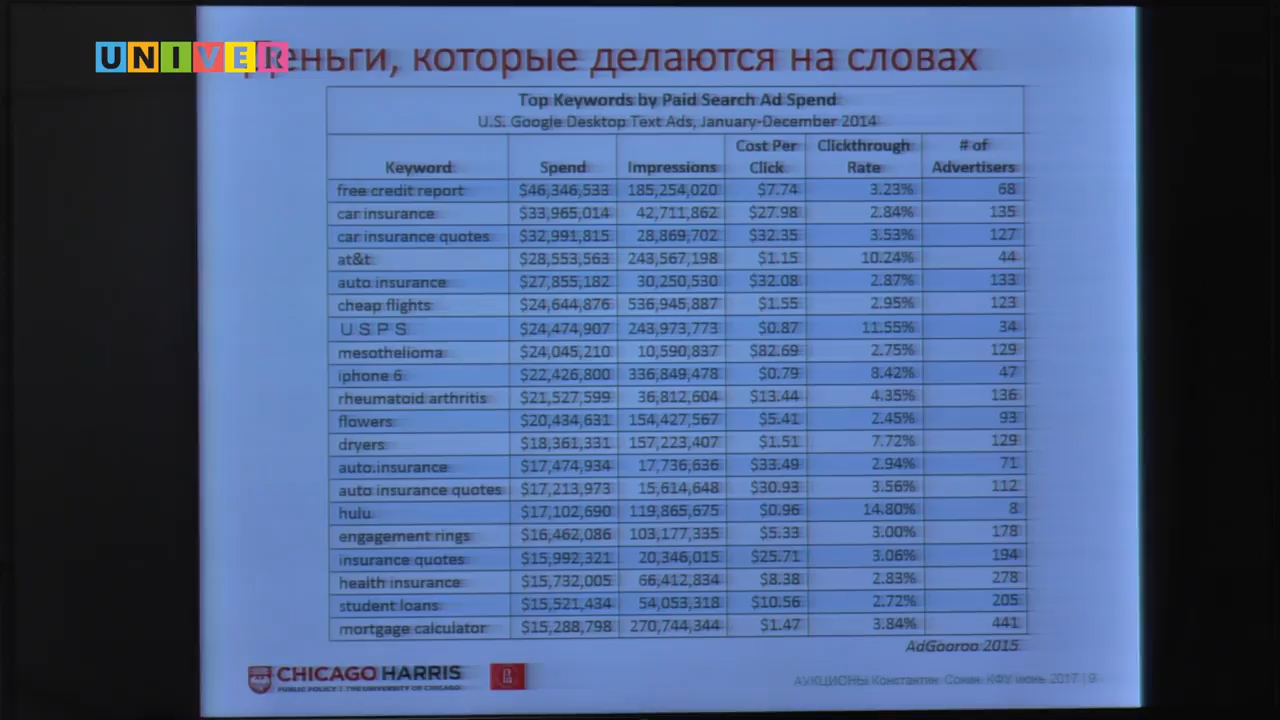 UNIVER
Деньги, которые делаются на словах
Top Keywords by Paid Search Ad Spend
U.S. Google Desktop Text Ads, January-December 2014
Keyword Spend Impressions Cost Per Click Clickthrough Rate # of Advertisers
free credit report $46,346,533 185,254,020 $7.74 3.23% 68
car insurance $33,965,014 42,711,862 $27.98 2.84% 135
car insurance quotes $32,991,815 28,869,702 $32.35 3.53% 127
at&t $28,553,563 243,567,198 $1.15 10.24% 44
auto insurance $27,855,182 30,250,530 $32.08 2.87% 133
cheap flights $24,644,876 536,945,887 $1.55 2.95% 123
U S P S $24,474,907 243,973,773 $0.87 11.55% 34
mesothelioma $24,045,210 10,590,837 $82.69 2.75% 129
iphone 6 $22,426,800 336,849,478 $0.79 8.42% 47
rheumatoid arthritis $21,527,599 36,812,604 $13.44 4.35% 136
flowers $20,434,631 154,427,567 $5.41 2.45% 93
dryers $18,361,331 157,223,407 $1.51 7.72% 129
auto.insurance $17,474,934 17,736,636 $33.49 2.94% 71
auto insurance quotes $17,213,973 15,614,648 $30.93 3.56% 112
hulu $17,102,690 119,865,675 $0.96 14.80% 8
engagement rings $16,462,086 103,177,335 $5.33 3.00% 178
insurance quotes $15,992,321 20,346,015 $25.71 3.06% 194
health insurance $15,732,005 66,412,834 $8.38 2.83% 278
student loans $15,521,434 54,053,318 $10.56 2.72% 205
mortgage calculator $15,288,798 270,744,344 $1.47 3.84% 441
AdGooroo 2015
CHICAGO HARRIS
PUBLIC POLICY | THE UNIVERSITY OF CHICAGO
АУКЦИОНЫ Константин Сонин КФУ июнь 2017 | 9